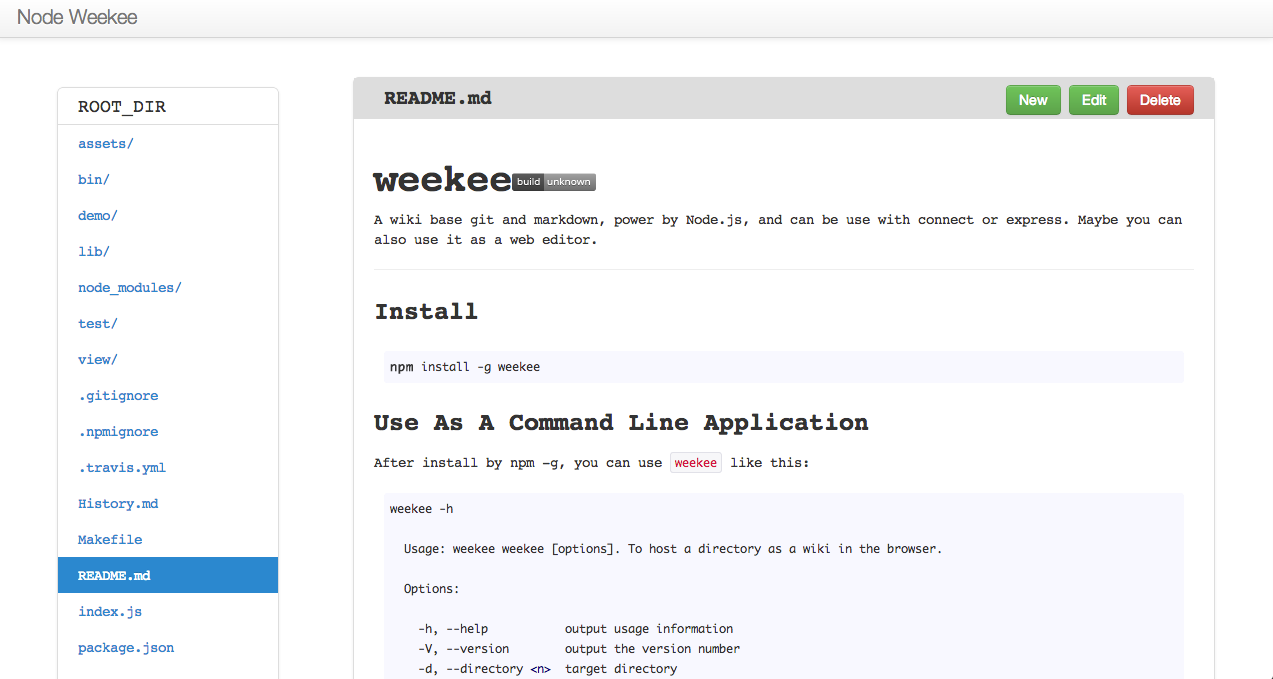 Node Weekee
ROOT_DIR
assets/
bin/
demo/
lib/
node_modules/
test/
view/
.gitignore
.npmignore
.travis.yml
History.md
Makefile
README.md
index.js
package.json
README.md
New Edit Delete
weekee build unknown
A wiki base git and markdown, power by Node.js, and can be use with connect or express. Maybe you can
also use it as a web editor.
Install
npm install -g weekee
Use As A Command Line Application
After install by npm -g, you can use weekee like this:
weekee -h
Usage: weekee weekee [options]. To host a directory as a wiki in the browser.
Options:
-h, --help output usage information
-V, --version output the version number
-d, --directory <n> target directory